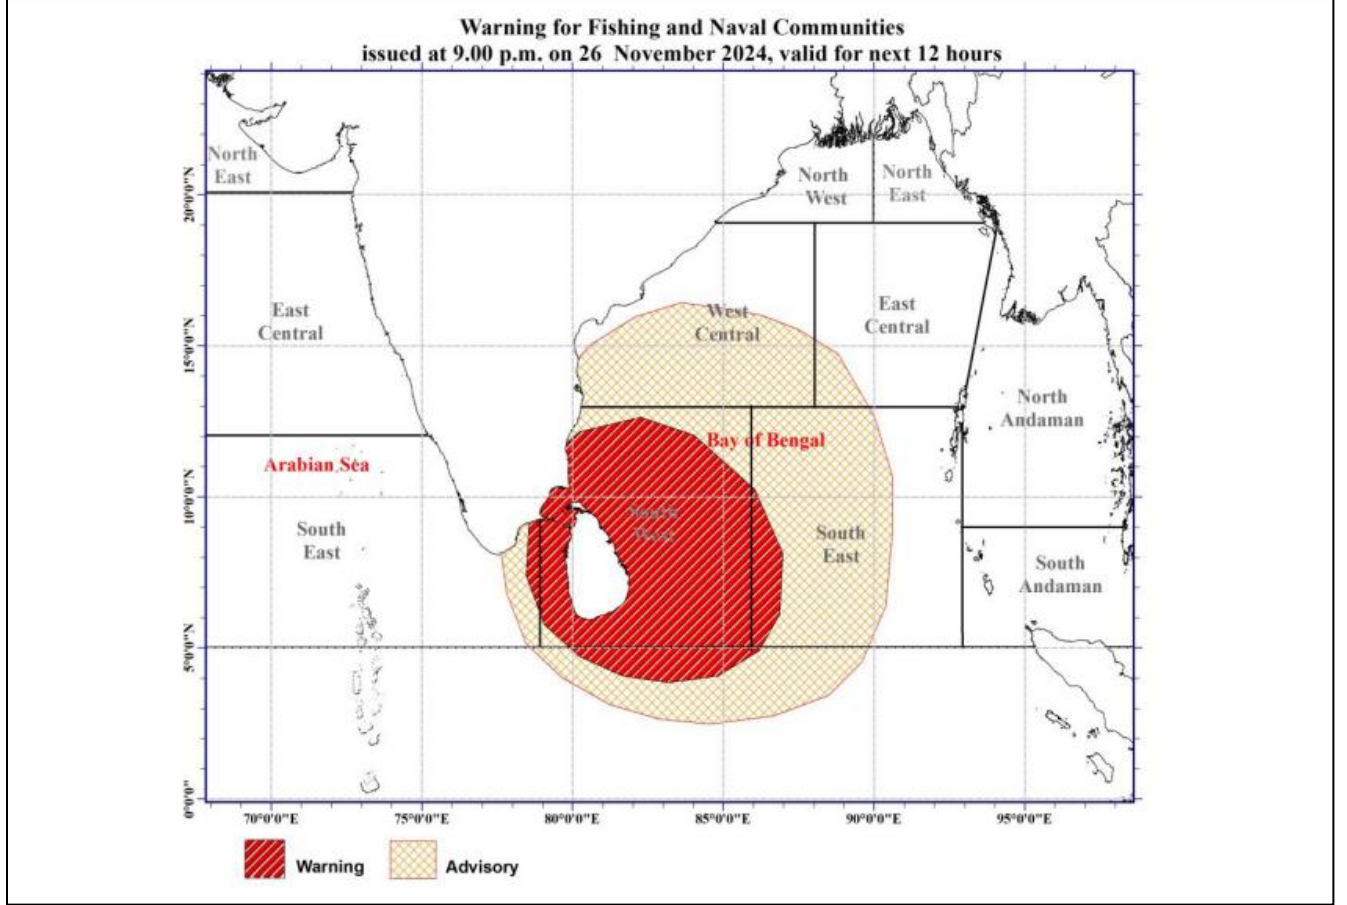 Warning for Fishing and Naval Communities
issued at 9.00 p.m. on 26 November 2024, valid for next 12 hours
North
East
North
West
North
East
20°0'0"N
East
Central
West
Central
East
Central
15°0'0"N
North
Andaman
Bay of Bengal
Arabian Sea
10°0'0"N
South
East
South
West
South
East
South
Andaman
5°0'0"N
0°0'0"
70°0'0"E
75°0'0"E
80°0'0"E
85°0'0"E
90°0'0"E
95°0'0"E
Warning
Advisory